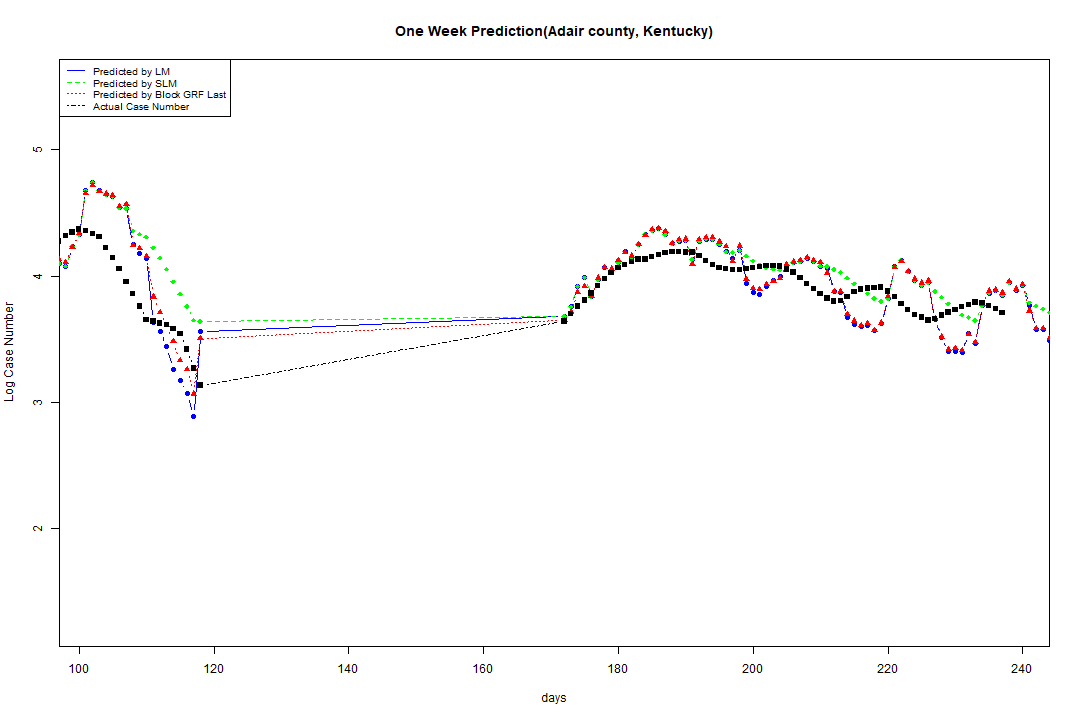 One Week Prediction(Adair county, Kentucky)
Predicted by LM
Predicted by SLM
Predicted by Block GRF Last
Actual Case Number
5
4
3
2
Log Case Number
100 120 140 160 180 200 220 240
days